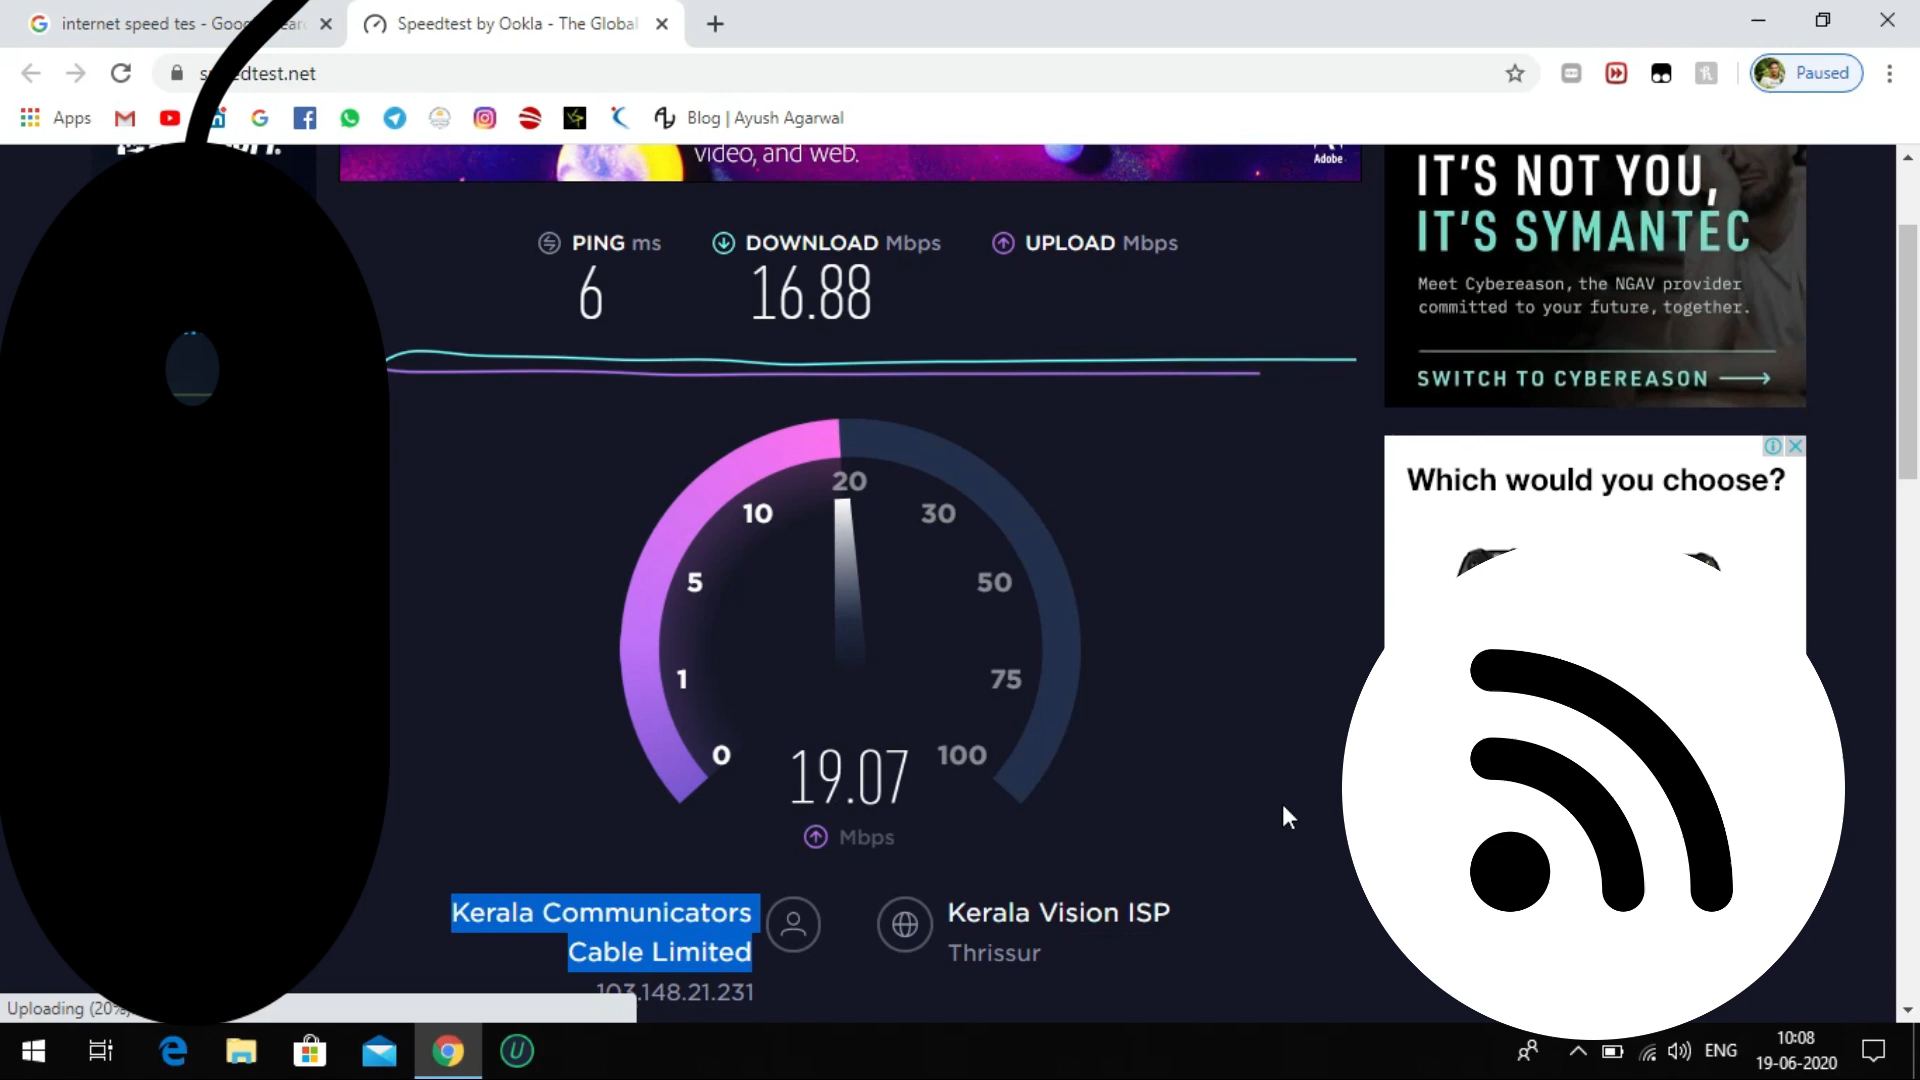 internet speed tes - Goo
Speedtest by Ookla - The Global
edtest.net
Paused
Apps
Blog | Ayush Agarwal
video, and web.
Adobe
IT'S NOT YOU,
IT'S SYMANTEC
Meet Cybereason, the NGAV provider
committed to your future, together.
SWITCH TO CYBEREASON
PING ms
DOWNLOAD Mbps
UPLOAD Mbps
6
16.88
Which would you choose?
0
1
5
10
20
30
50
75
100
19.07
Mbps
Kerala Communicators
Cable Limited
103.148.21.231
Kerala Vision ISP
Thrissur
Uploading (20%)
ENG
10:08
19-06-2020